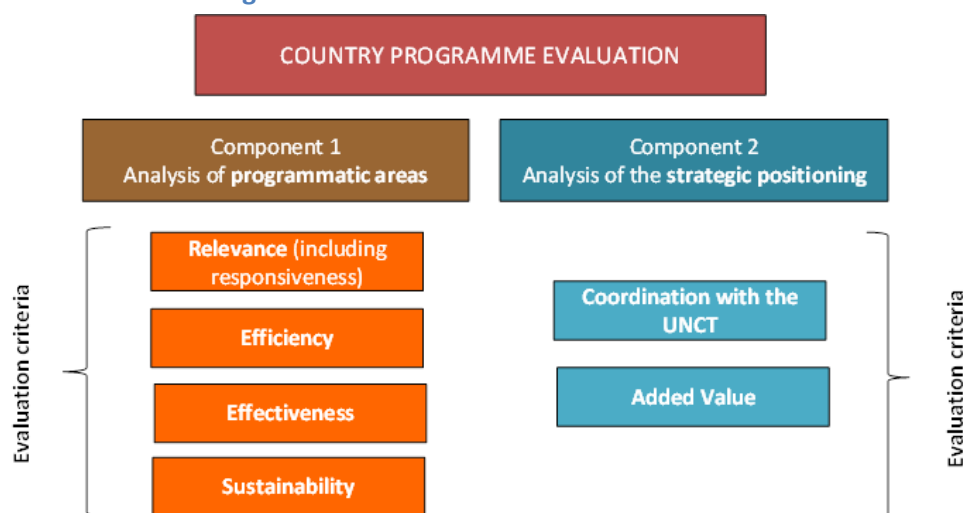 COUNTRY PROGRAMME EVALUATION
Component 1
Analysis of programmatic areas
Component 2
Analysis of the strategic positioning
Evaluation criteria
Relevance (including
responsiveness)
Efficiency
Effectiveness
Sustainability
Coordination with the
UNCT
Added Value
Evaluation criteria